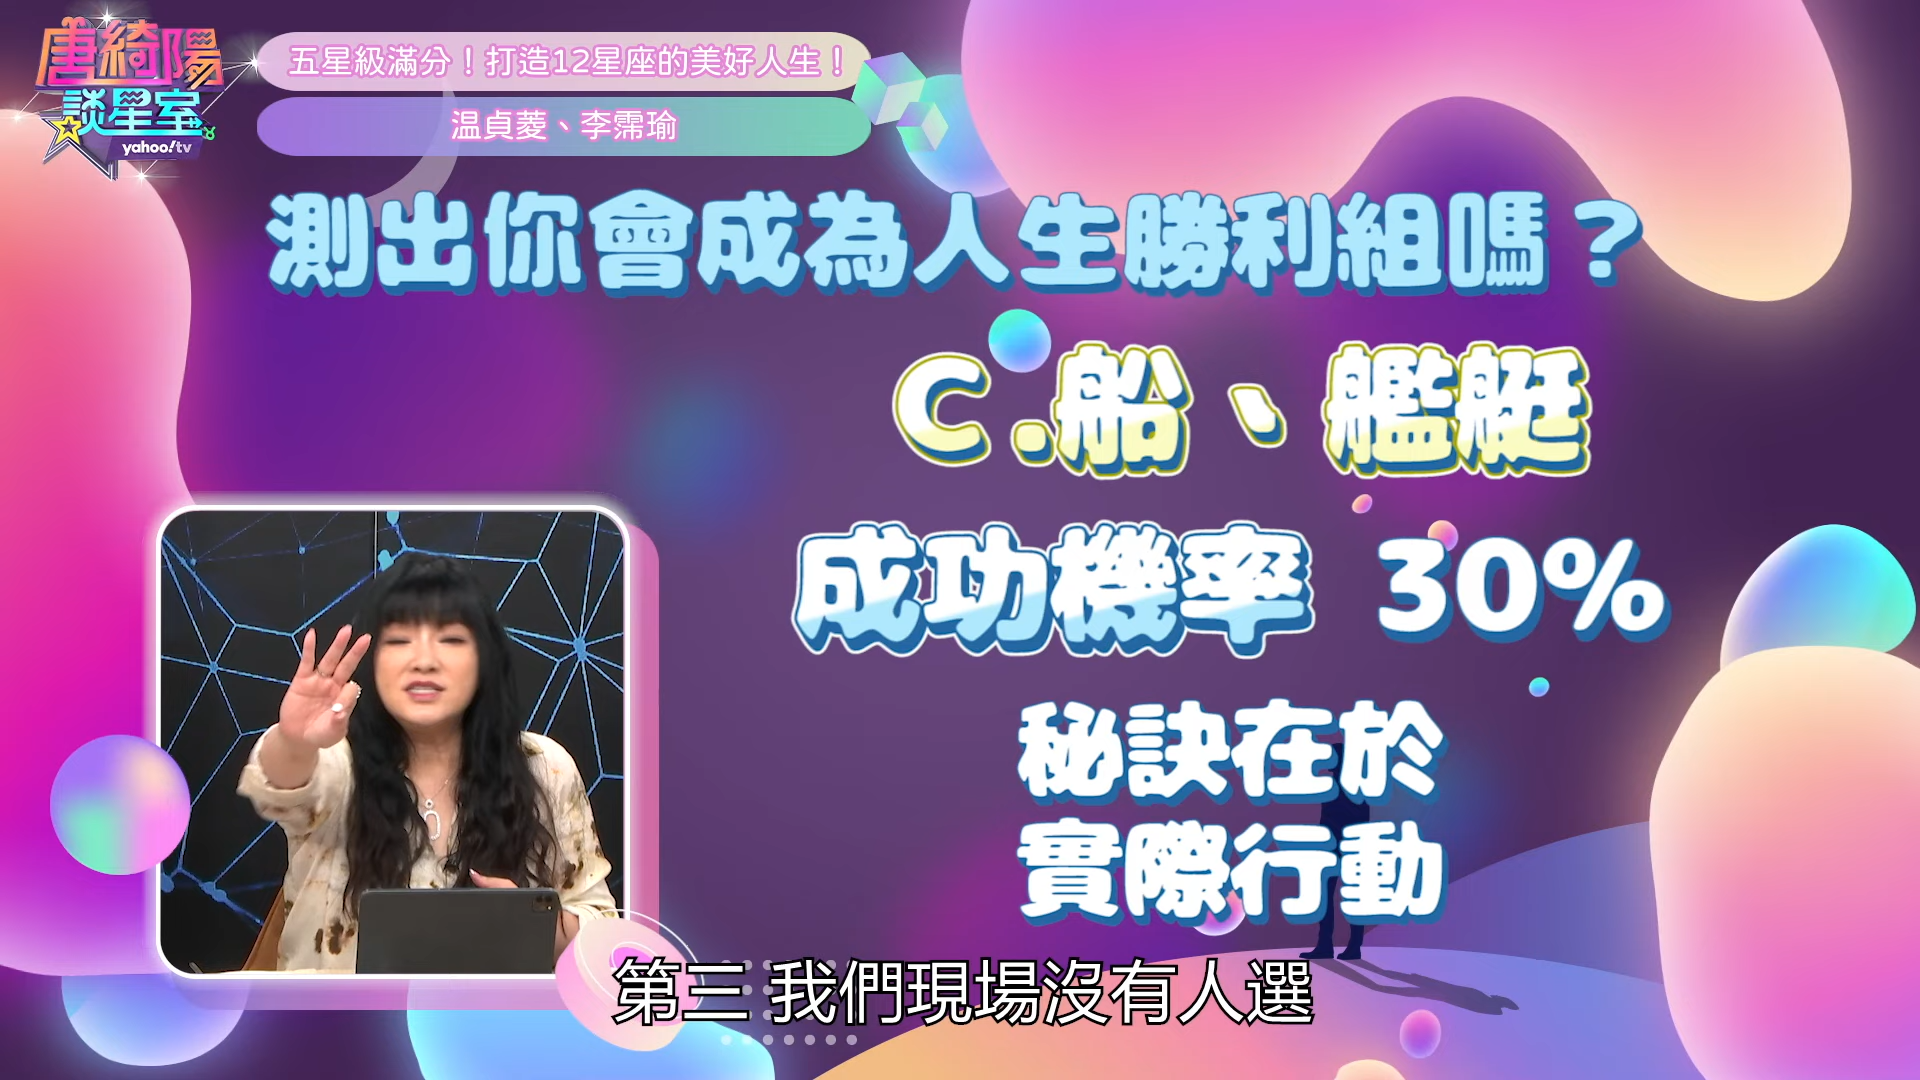 唐綺陽
談星室
yahoo!tv
五星級滿分！打造12星座的美好人生！
温貞菱、李霈瑜
測出你會成為人生勝利組嗎？
C.船、艦艇
成功機率 30%
秘訣在於
實際行動
第三 我們現場沒有人選